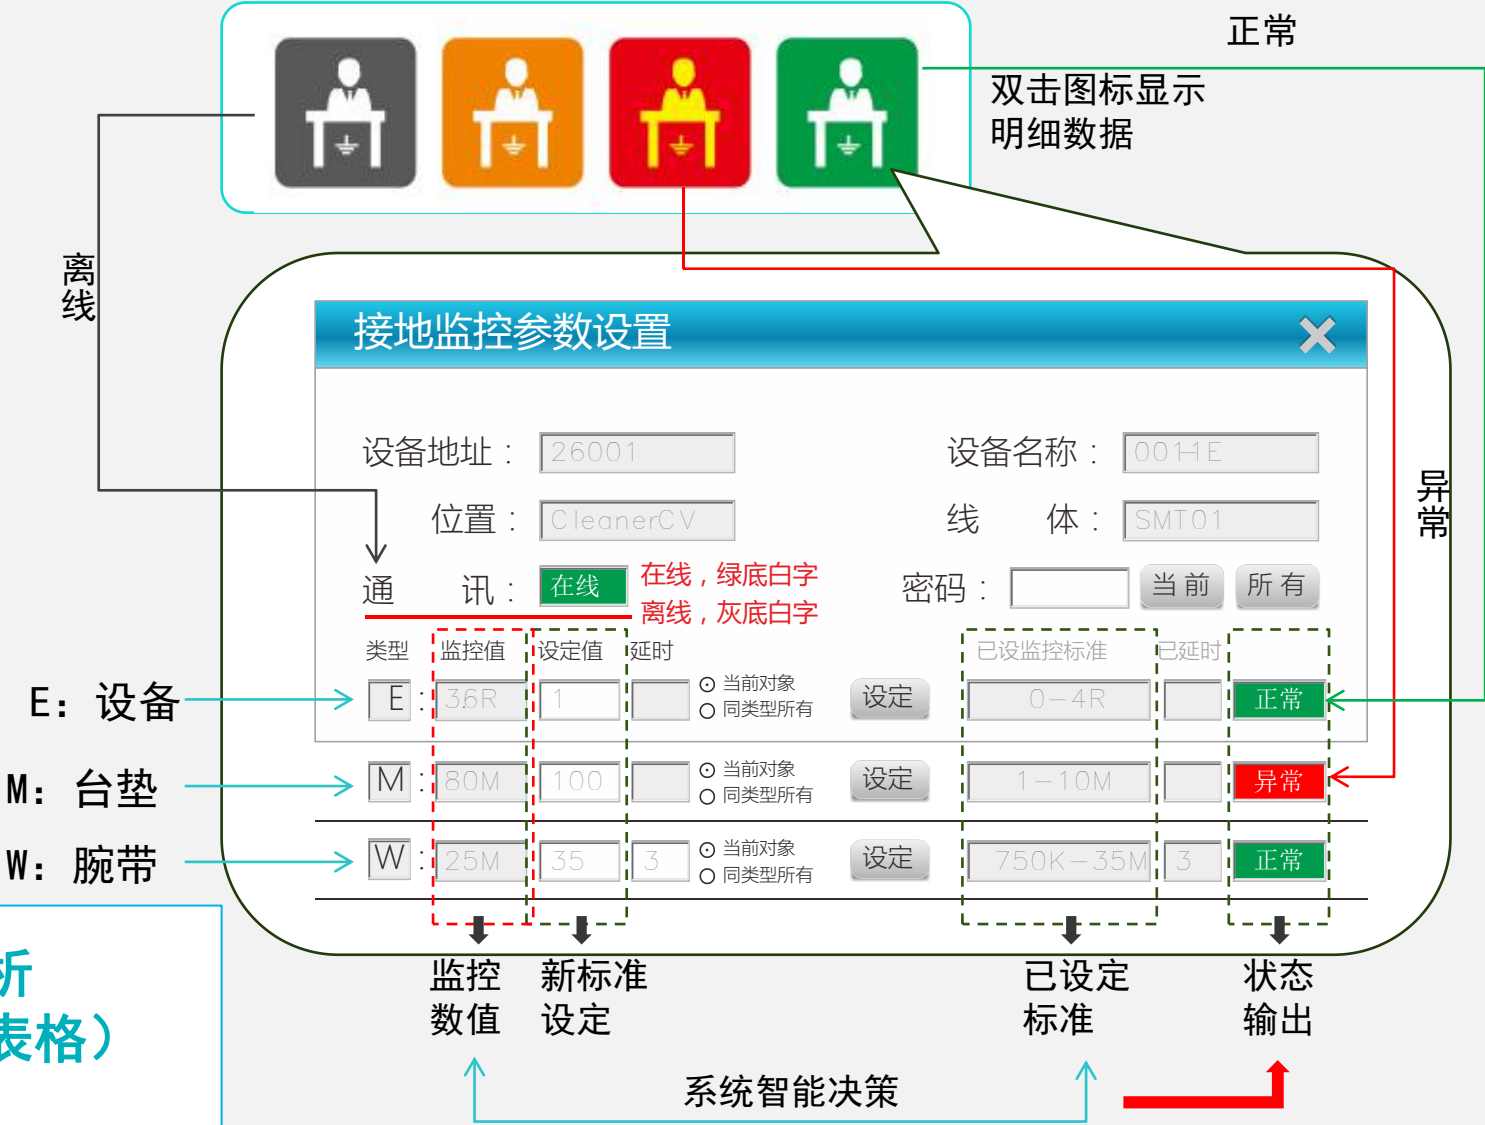 正常
双击图标显示
明细数据
离线
接地监控参数设置
设备地址： 26001
设备名称： 001-1E
位置： CleanerCV
线 体： SMT01
异常
通 讯： 在线
在线，绿底白字
离线，灰底白字
密码： 当前 所有
类型 监控值 设定值 延时 已设监控标准 已延时
E：设备
E： 3.6R 1 当前对象 同类型所有 设定 0-4R 正常
M：台垫
M： 80M 100 当前对象 同类型所有 设定 1-10M 异常
W：腕带
W： 25M 35 3 当前对象 同类型所有 设定 750K-35M 3 正常
监控
数值
新标准
设定
已设定
标准
状态
输出
析
表格）
系统智能决策